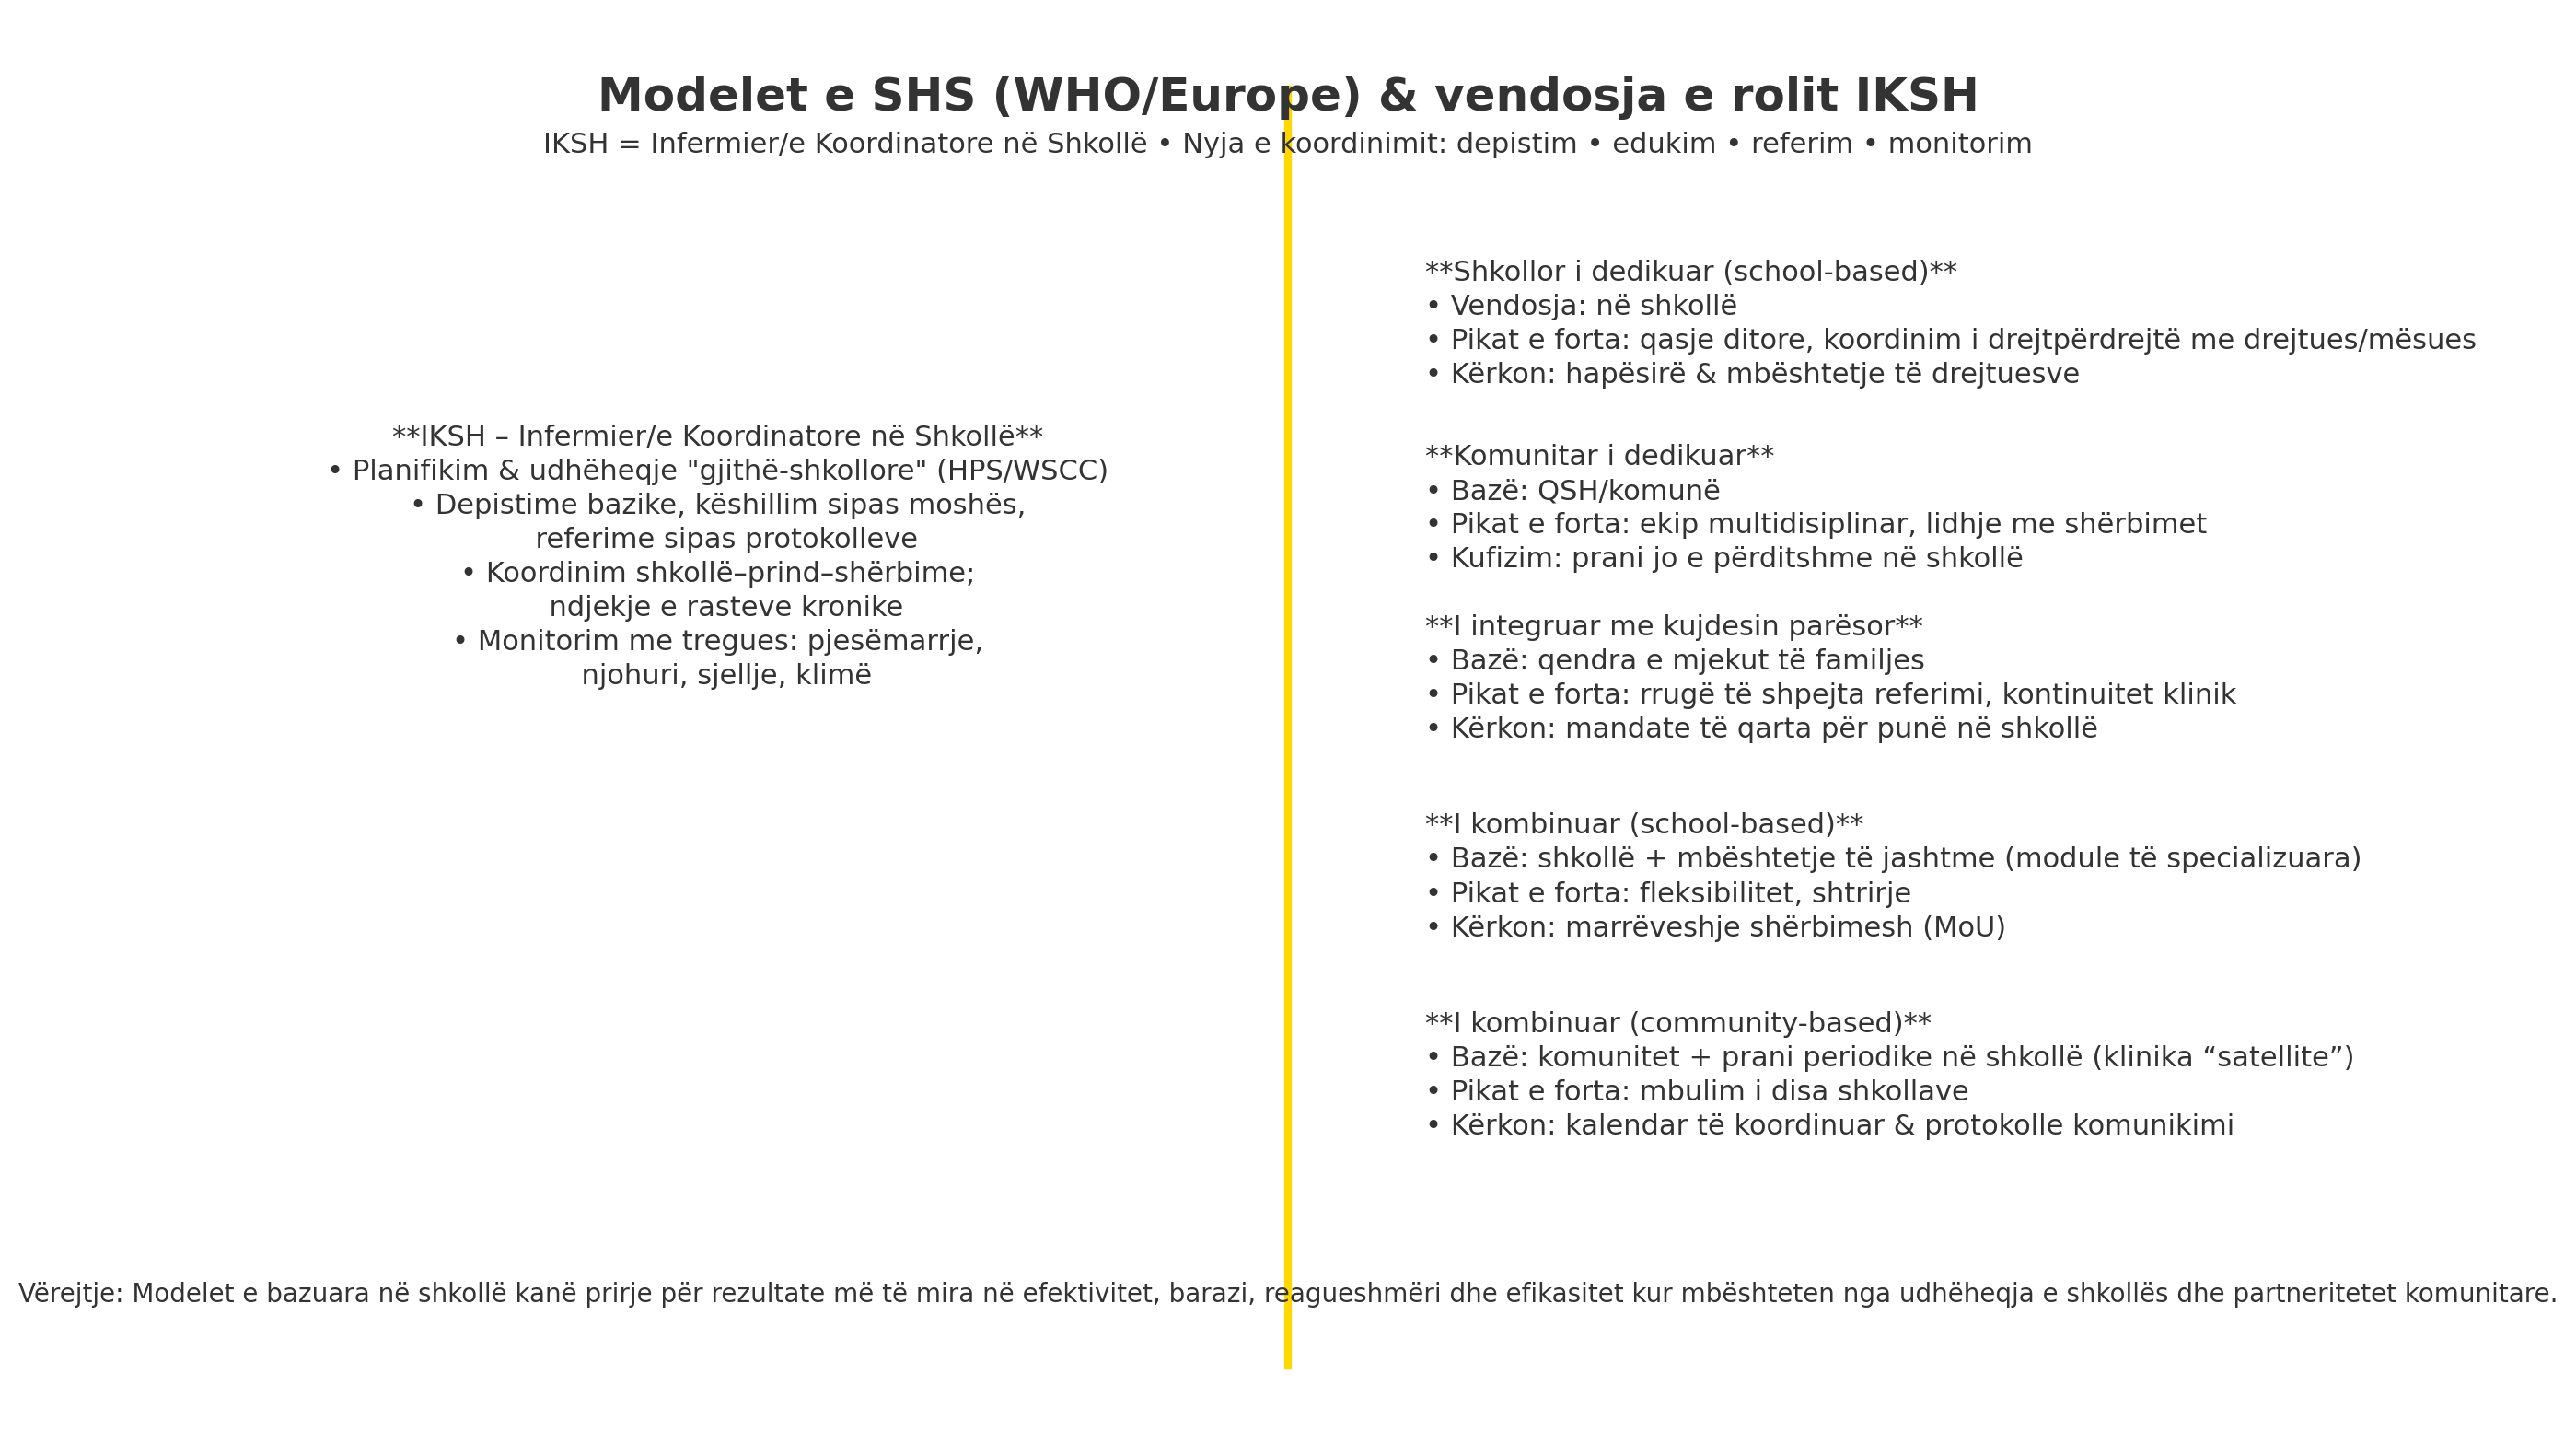 Modelet e SHS (WHO/Europe) & vendosja e rolit IKSH
IKSH = Infermier/e Koordinatore në Shkollë • Nyja e koordinimit: depistim • edukim • referim • monitorim
**IKSH – Infermier/e Koordinatore në Shkollë**
• Planifikim & udhëheqje "gjithë-shkollore" (HPS/WSCC)
• Depistime bazike, këshillim sipas moshës,
referime sipas protokolleve
• Koordinim shkollë–prind–shërbime;
ndjekje e rasteve kronike
• Monitorim me tregues: pjesëmarrje,
njohuri, sjellje, klimë
**Shkollor i dedikuar (school-based)**
• Vendosja: në shkollë
• Pikat e forta: qasje ditore, koordinim i drejtpërdrejtë me drejtues/mësues
• Kërkon: hapësirë & mbështetje të drejtuesve
**Komunitar i dedikuar**
• Bazë: QSH/komunë
• Pikat e forta: ekip multidisiplinar, lidhje me shërbimet
• Kufizim: prani jo e përditshme në shkollë
**I integruar me kujdesin parësor**
• Bazë: qendra e mjekut të familjes
• Pikat e forta: rrugë të shpejta referimi, kontinuitet klinik
• Kërkon: mandate të qarta për punë në shkollë
**I kombinuar (school-based)**
• Bazë: shkollë + mbështetje të jashtme (module të specializuara)
• Pikat e forta: fleksibilitet, shtrirje
• Kërkon: marrëveshje shërbimesh (MoU)
**I kombinuar (community-based)**
• Bazë: komunitet + prani periodike në shkollë (klinika “satellite”)
• Pikat e forta: mbulim i disa shkollave
• Kërkon: kalendar të koordinuar & protokolle komunikimi
Vërejtje: Modelet e bazuara në shkollë kanë prirje për rezultate më të mira në efektivitet, barazi, reagueshmëri dhe efikasitet kur mbështeten nga udhëheqja e shkollës dhe partneritetet komunitare.